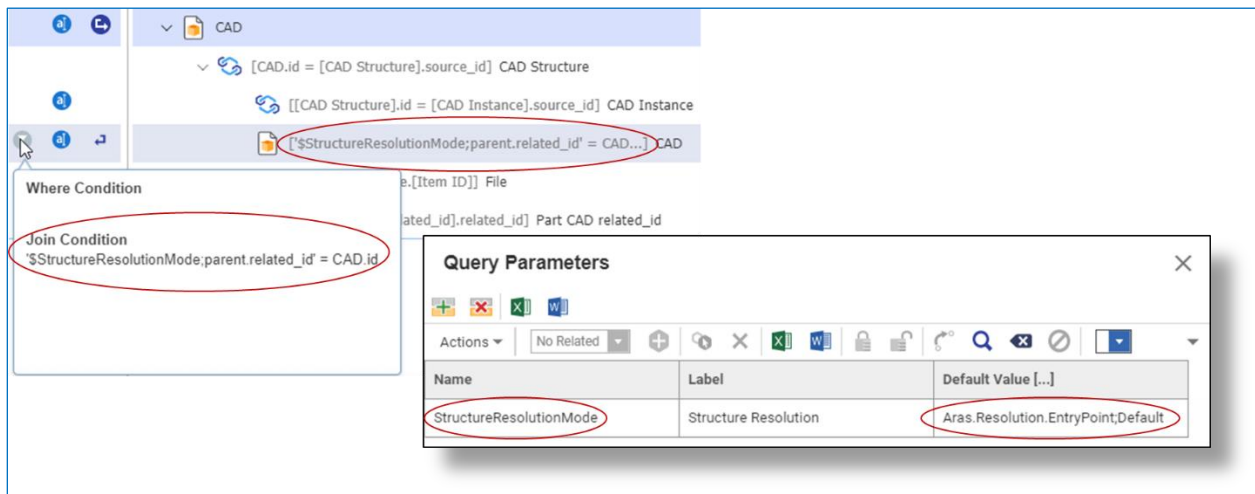 CAD
[CAD.id = [CAD Structure].source_id] CAD Structure
[[CAD Structure].id = [CAD Instance].source_id] CAD Instance
['$StructureResolutionMode;parent.related_id' = CAD...] CAD
Where Condition
e.[Item ID]] File
ated_id].related_id] Part CAD related_id
Join Condition
'$StructureResolutionMode;parent.related_id' = CAD.id
Query Parameters
Actions No Related
Name Label Default Value [...]
StructureResolutionMode Structure Resolution Aras.Resolution.EntryPoint;Default